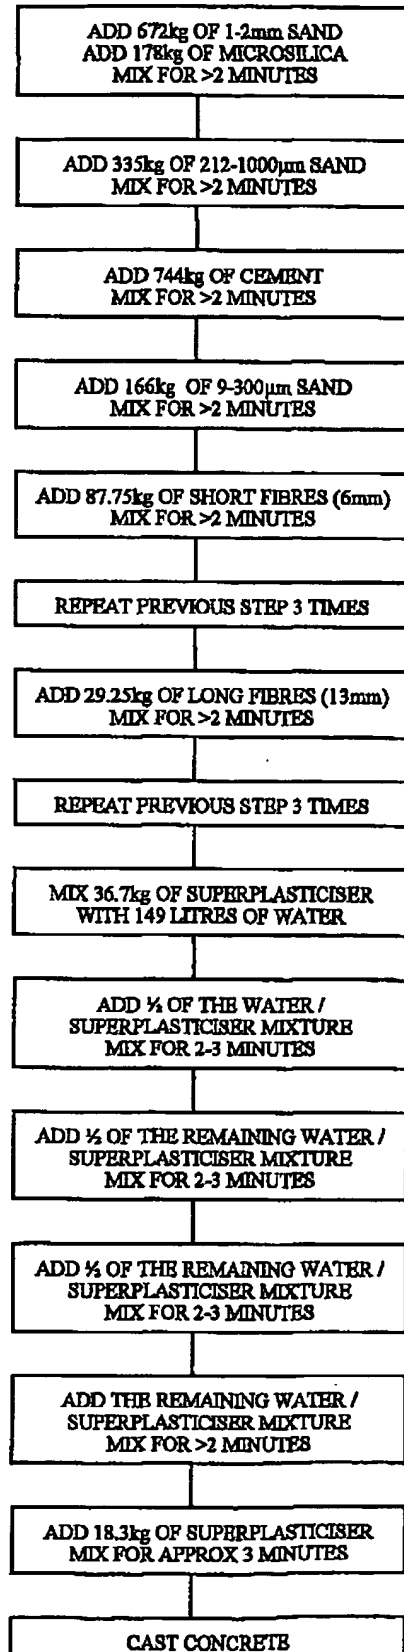 ADD 672kg OF 1-2mm SAND
ADD 178kg OF MICROSILICA
MIX FOR >2 MINUTES
ADD 335kg OF 212-1000µm SAND
MIX FOR >2 MINUTES
ADD 744kg OF CEMENT
MIX FOR >2 MINUTES
ADD 166kg OF 9-300µm SAND
MIX FOR >2 MINUTES
ADD 87.75kg OF SHORT FIBRES (6mm)
MIX FOR >2 MINUTES
REPEAT PREVIOUS STEP 3 TIMES
ADD 29.25kg OF LONG FIBRES (13mm)
MIX FOR >2 MINUTES
REPEAT PREVIOUS STEP 3 TIMES
MIX 36.7kg OF SUPERPLASTICISER
WITH 149 LITRES OF WATER
ADD ½ OF THE WATER /
SUPERPLASTICISER MIXTURE
MIX FOR 2-3 MINUTES
ADD ½ OF THE REMAINING WATER /
SUPERPLASTICISER MIXTURE
MIX FOR 2-3 MINUTES
ADD ½ OF THE REMAINING WATER /
SUPERPLASTICISER MIXTURE
MIX FOR 2-3 MINUTES
ADD THE REMAINING WATER /
SUPERPLASTICISER MIXTURE
MIX FOR >2 MINUTES
ADD 18.3kg OF SUPERPLASTICISER
MIX FOR APPROX 3 MINUTES
CAST CONCRETE